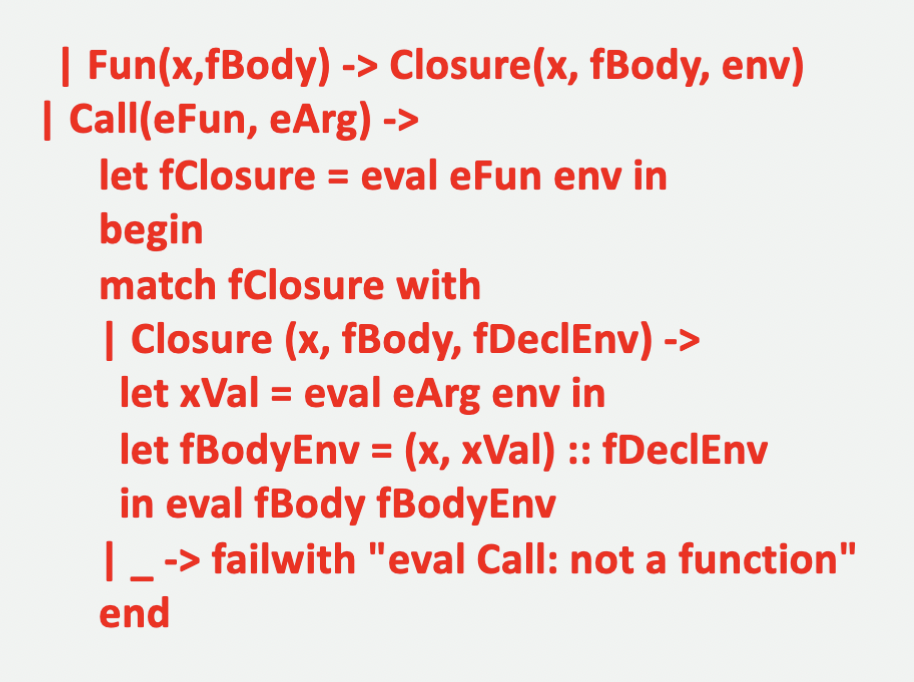 | Fun(x,fBody) -> Closure(x, fBody, env)
| Call(eFun, eArg) ->
let fClosure = eval eFun env in
begin
match fClosure with
| Closure (x, fBody, fDeclEnv) ->
let xVal = eval eArg env in
let fBodyEnv = (x, xVal) :: fDeclEnv
in eval fBody fBodyEnv
| _ -> failwith "eval Call: not a function"
end